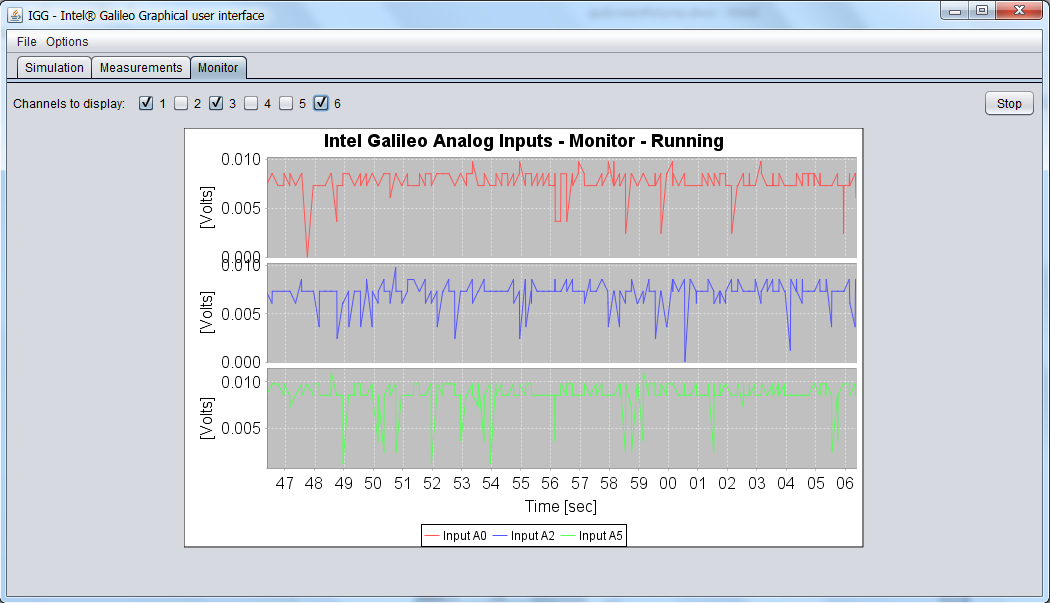 IGG - Intel® Galileo Graphical user interface
File Options
Simulation Measurements Monitor
Channels to display: 1 2 3 4 5 6 Stop
Intel Galileo Analog Inputs - Monitor - Running
0.010
[Volts]
0.005
0.000
0.010
[Volts]
0.005
0.000
0.010
[Volts]
0.005
47 48 49 50 51 52 53 54 55 56 57 58 59 00 01 02 03 04 05 06
Time [sec]
Input A0 Input A2 Input A5